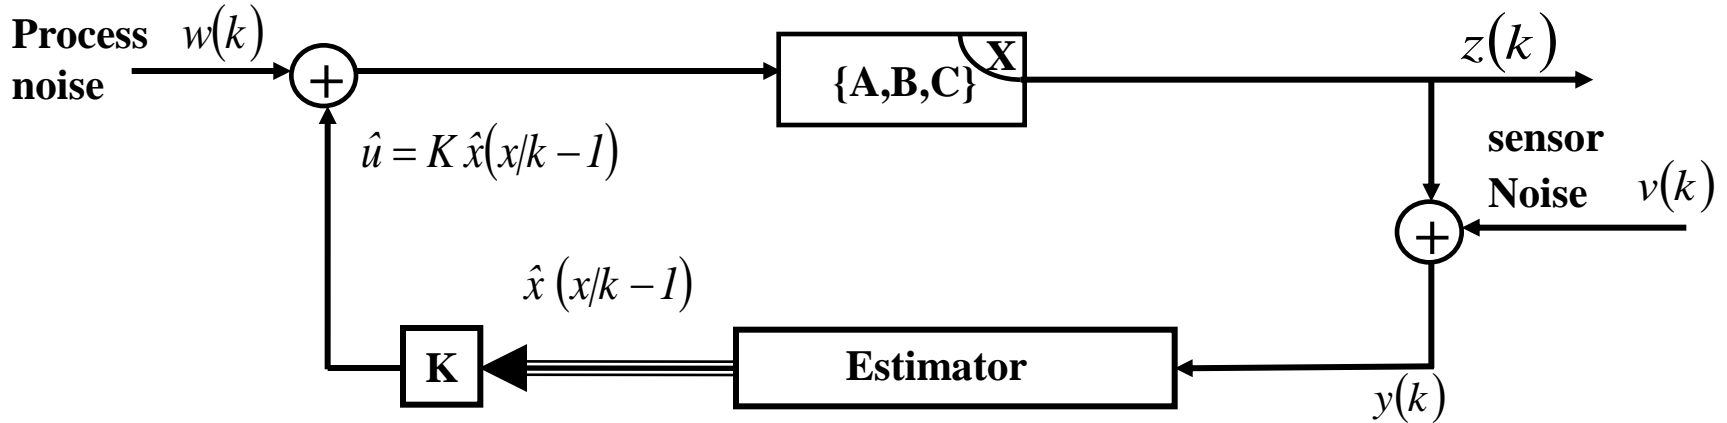 Process
noise
w(k)
+
{A,B,C}
X
z(k)
û = K x̂(x/k − 1)
sensor
Noise
v(k)
+
x̂ (x/k − 1)
K
Estimator
y(k)